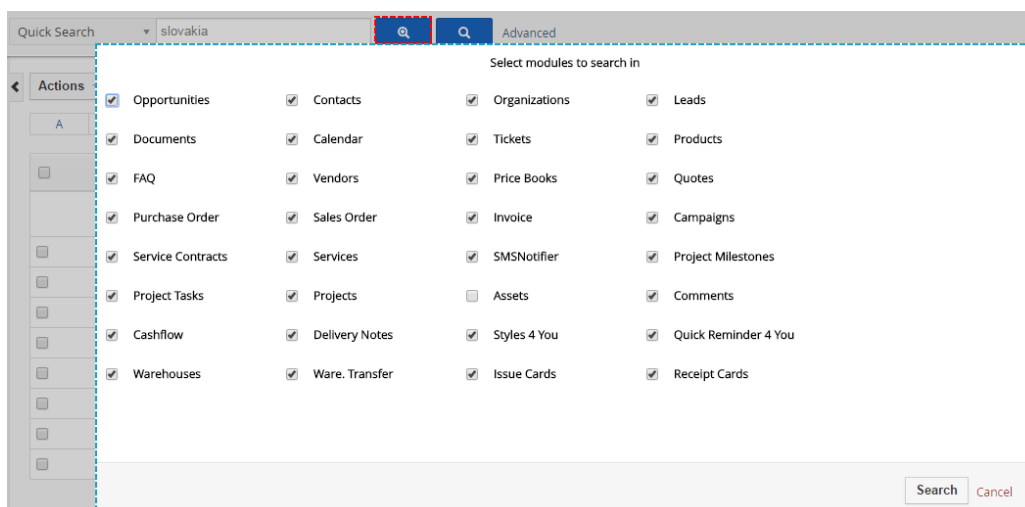 Quick Search slovakia Advanced
Select modules to search in
Actions
A
Opportunities Contacts Organizations Leads
Documents Calendar Tickets Products
FAQ Vendors Price Books Quotes
Purchase Order Sales Order Invoice Campaigns
Service Contracts Services SMSNotifier Project Milestones
Project Tasks Projects Assets Comments
Cashflow Delivery Notes Styles 4 You Quick Reminder 4 You
Warehouses Ware. Transfer Issue Cards Receipt Cards
Search Cancel